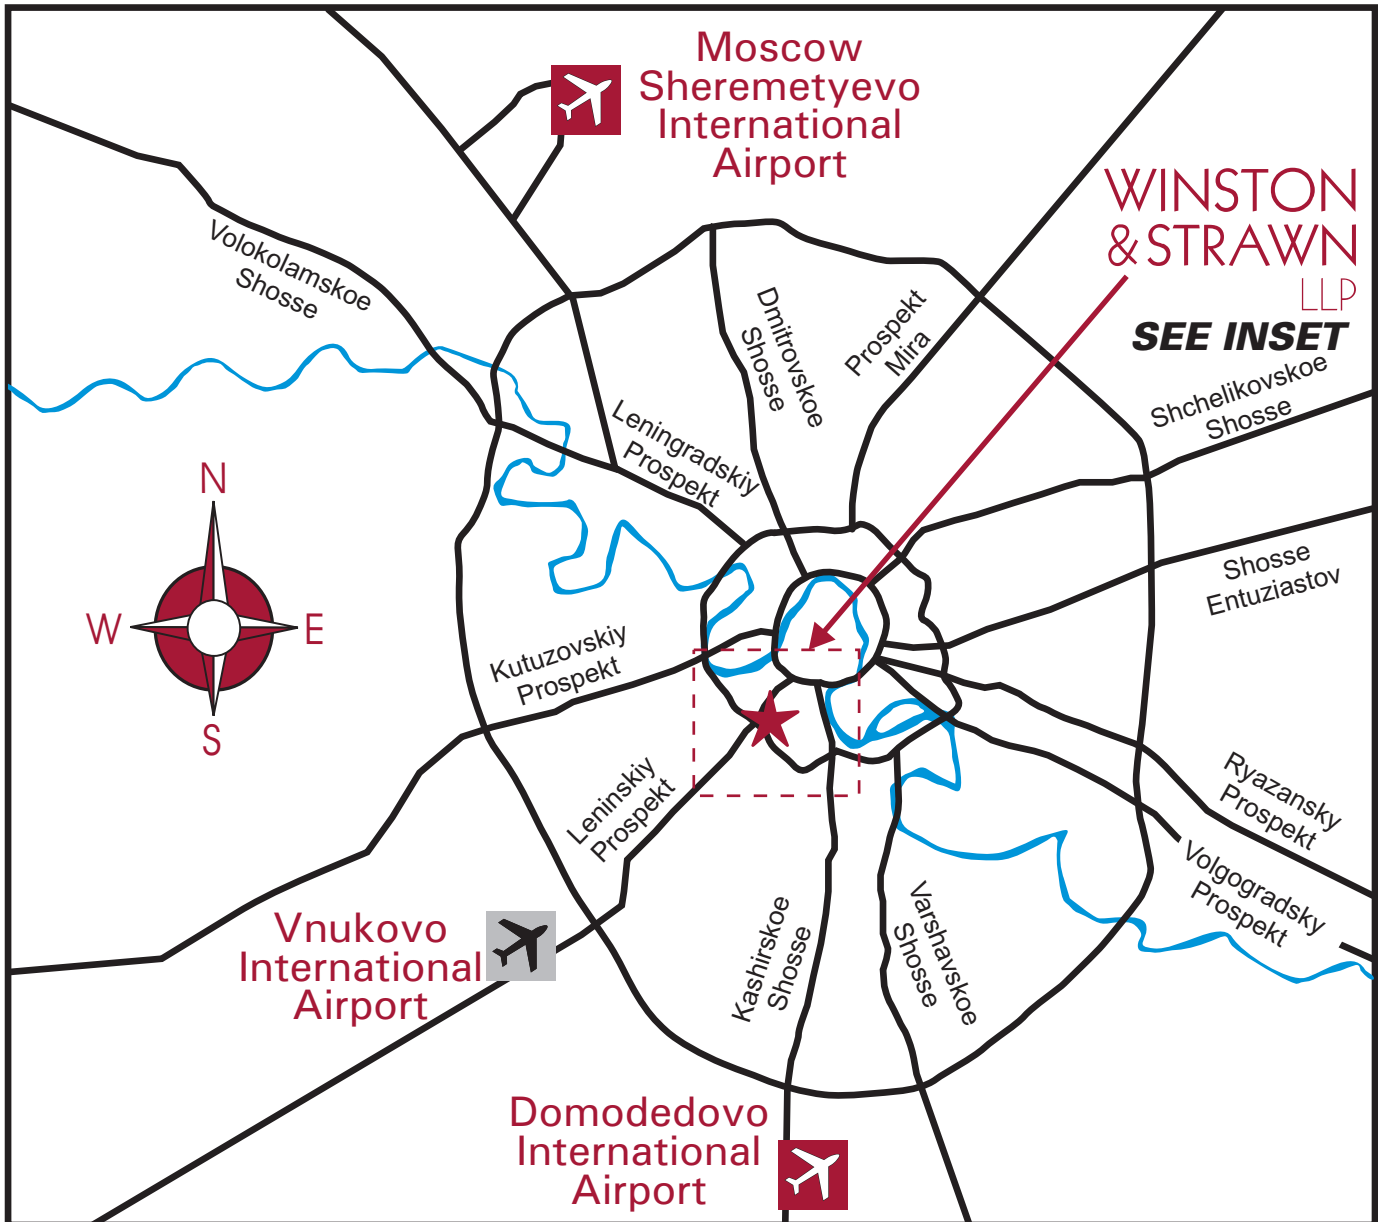 Moscow
Sheremetyevo
International
Airport
WINSTON
& STRAWN
LLP
SEE INSET
Volokolamskoe
Shosse
Dmitrovskoe
Shosse
Prospekt
Mira
Shchelikovskoe
Shosse
Leningradskiy
Prospekt
N
W
E
S
Shosse
Entuziastov
Kutuzovskiy
Prospekt
Leninskiy
Prospekt
Ryazansky
Prospekt
Volgogradsky
Prospekt
Vnukovo
International
Airport
Kashirskoe
Shosse
Varshavskoe
Shosse
Domodedovo
International
Airport